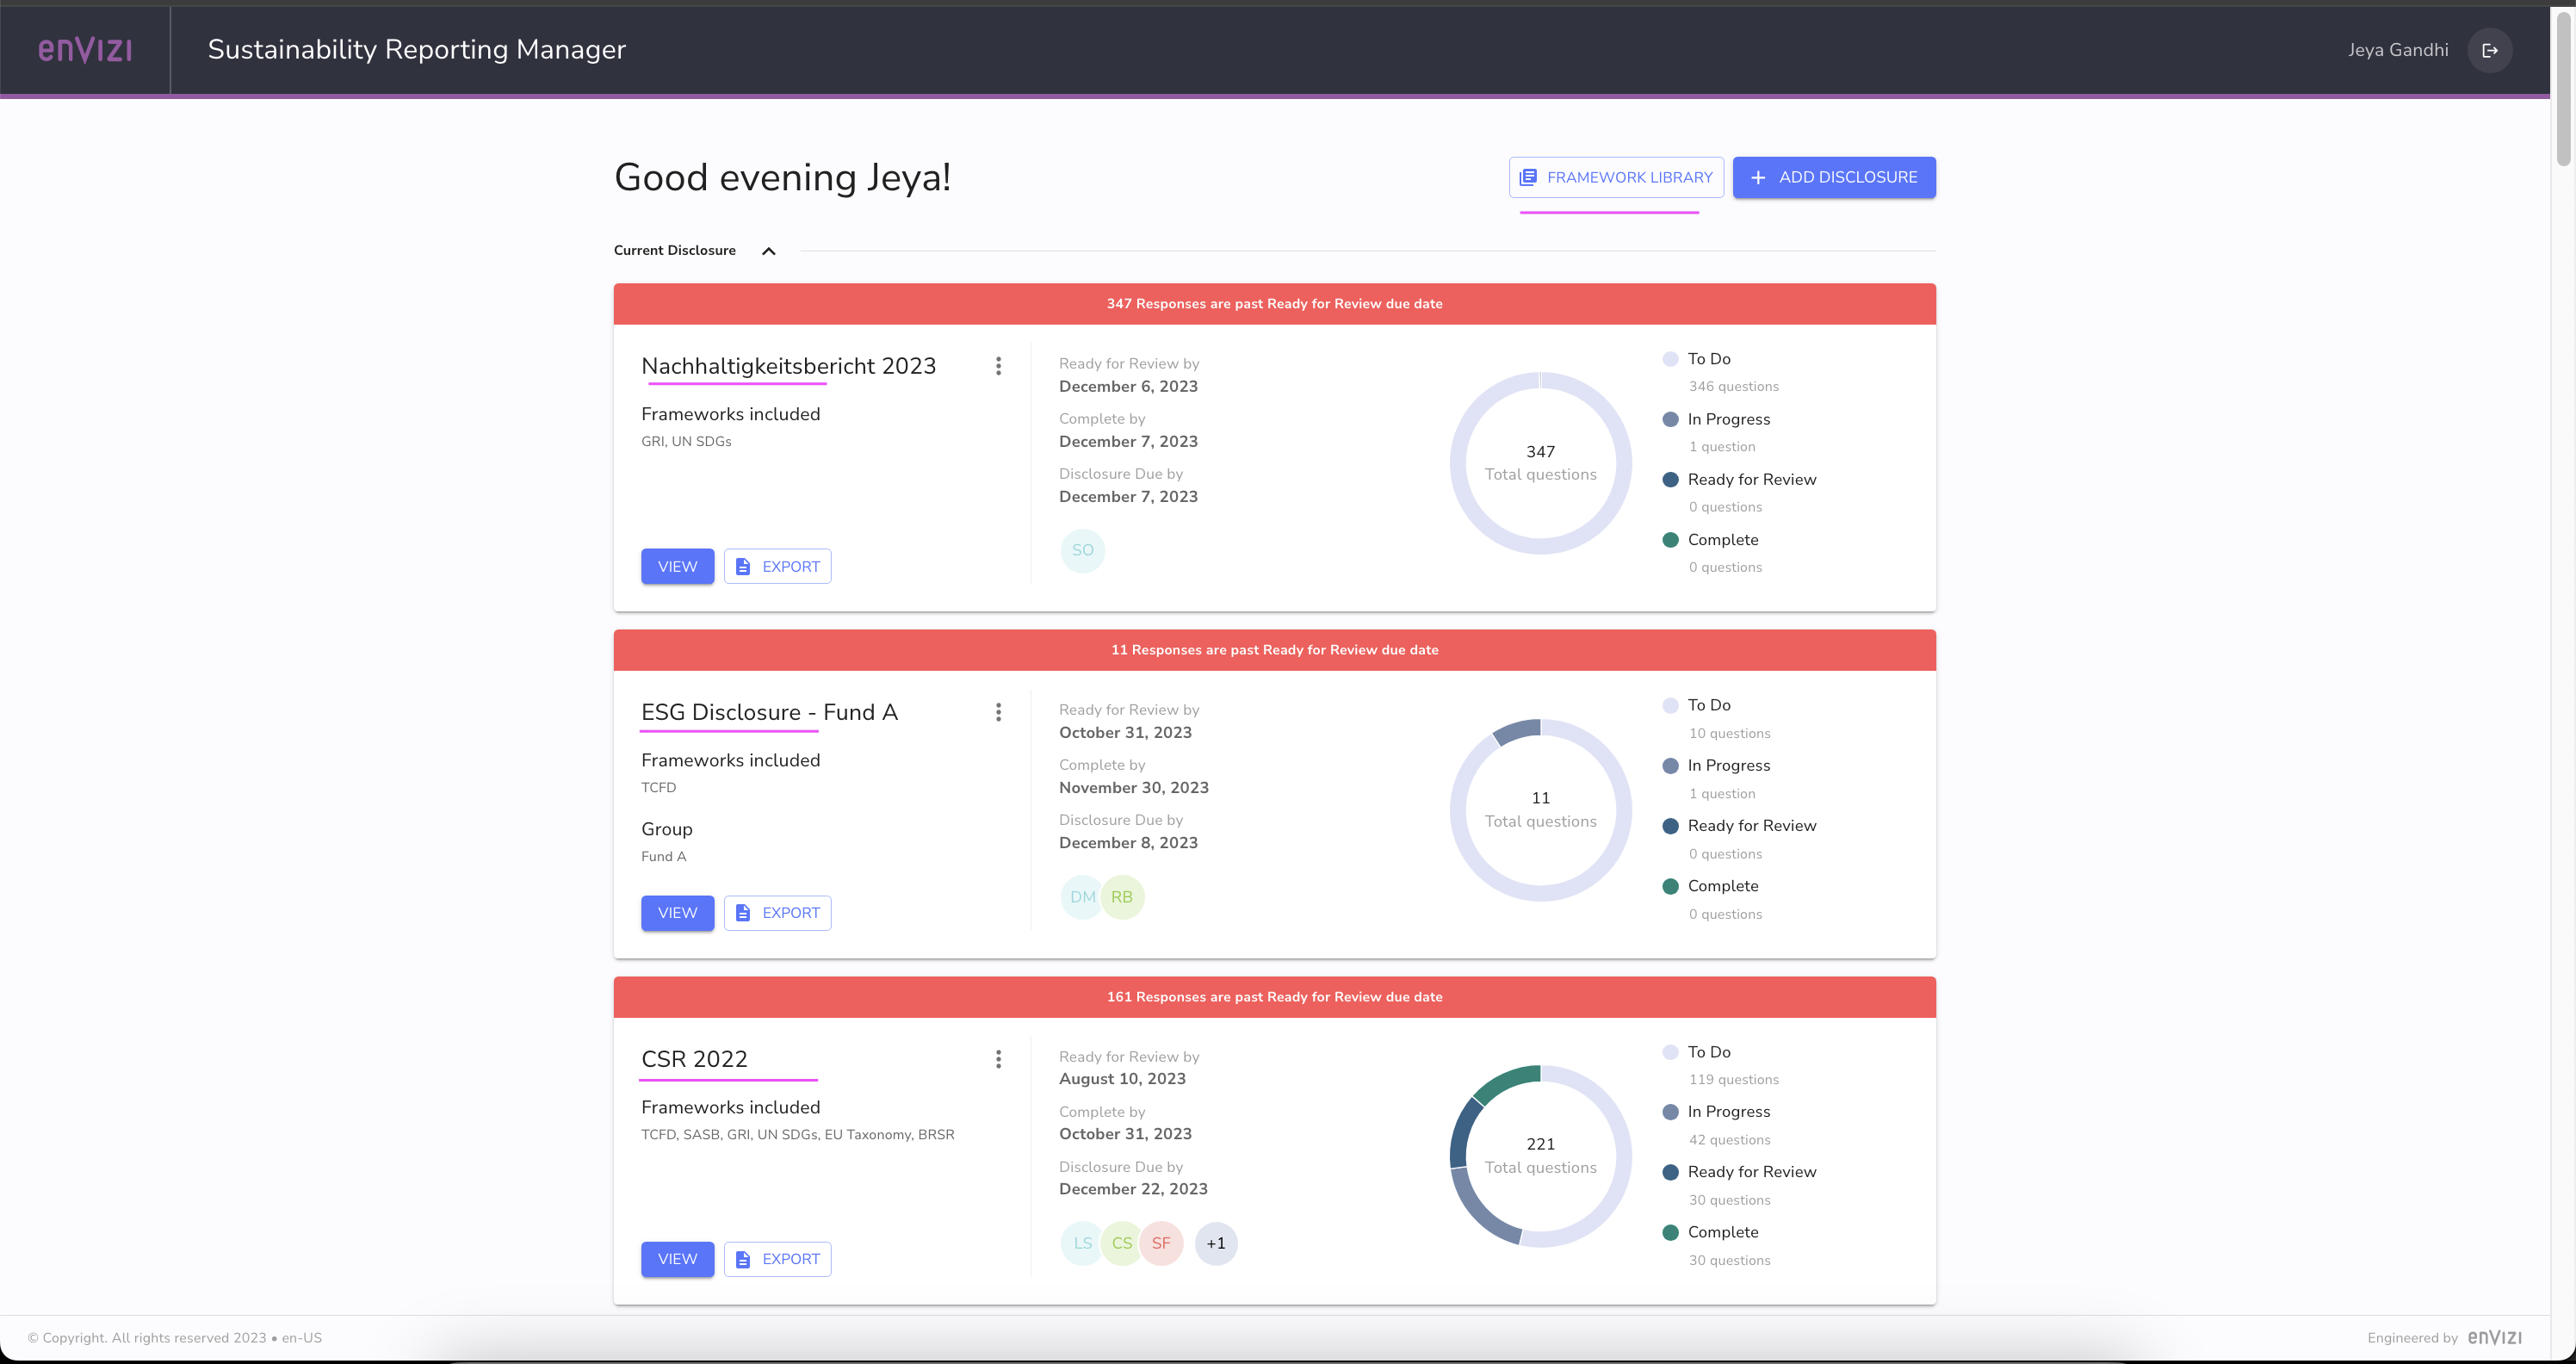 enVIZI
Sustainability Reporting Manager
Jeya Gandhi
Good evening Jeya!
FRAMEWORK LIBRARY
+ ADD DISCLOSURE
Current Disclosure
347 Responses are past Ready for Review due date
Nachhaltigkeitsbericht 2023
Frameworks included
GRI, UN SDGs
VIEW
EXPORT
Ready for Review by
December 6, 2023
Complete by
December 7, 2023
Disclosure Due by
December 7, 2023
SO
347
Total questions
To Do
346 questions
In Progress
1 question
Ready for Review
0 questions
Complete
0 questions
11 Responses are past Ready for Review due date
ESG Disclosure - Fund A
Frameworks included
TCFD
Group
Fund A
VIEW
EXPORT
Ready for Review by
October 31, 2023
Complete by
November 30, 2023
Disclosure Due by
December 8, 2023
DM
RB
11
Total questions
To Do
10 questions
In Progress
1 question
Ready for Review
0 questions
Complete
0 questions
161 Responses are past Ready for Review due date
CSR 2022
Frameworks included
TCFD, SASB, GRI, UN SDGs, EU Taxonomy, BRSR
VIEW
EXPORT
Ready for Review by
August 10, 2023
Complete by
October 31, 2023
Disclosure Due by
December 22, 2023
LS
CS
SF
+1
221
Total questions
To Do
119 questions
In Progress
42 questions
Ready for Review
30 questions
Complete
30 questions
© Copyright. All rights reserved 2023 • en-US
Engineered by enVIZI